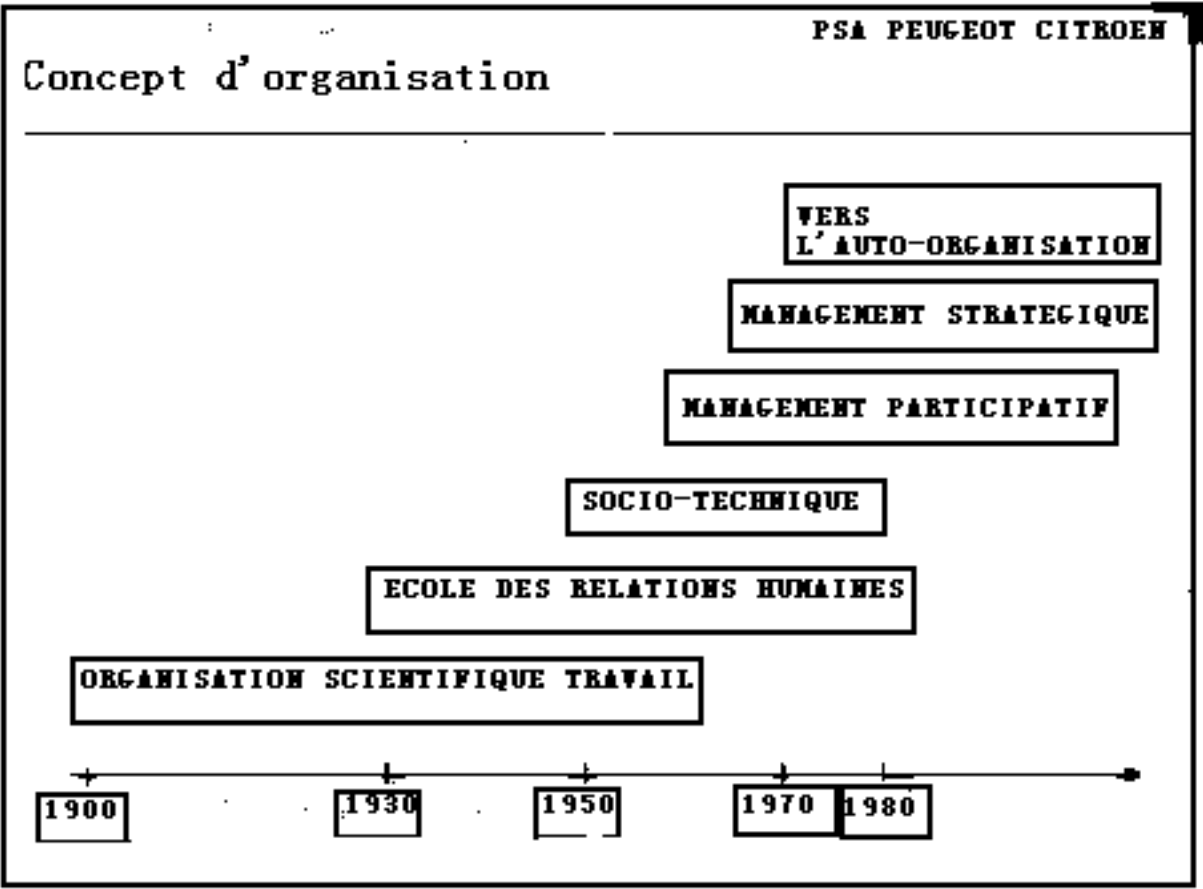 PSA PEUGEOT CITROEN
Concept d'organisation
VERS
L'AUTO-ORGANISATION
MANAGEMENT STRATEGIQUE
MANAGEMENT PARTICIPATIF
SOCIO-TECHNIQUE
ECOLE DES RELATIONS HUMAINES
ORGANISATION SCIENTIFIQUE TRAVAIL
1900 1930 1950 1970 1980